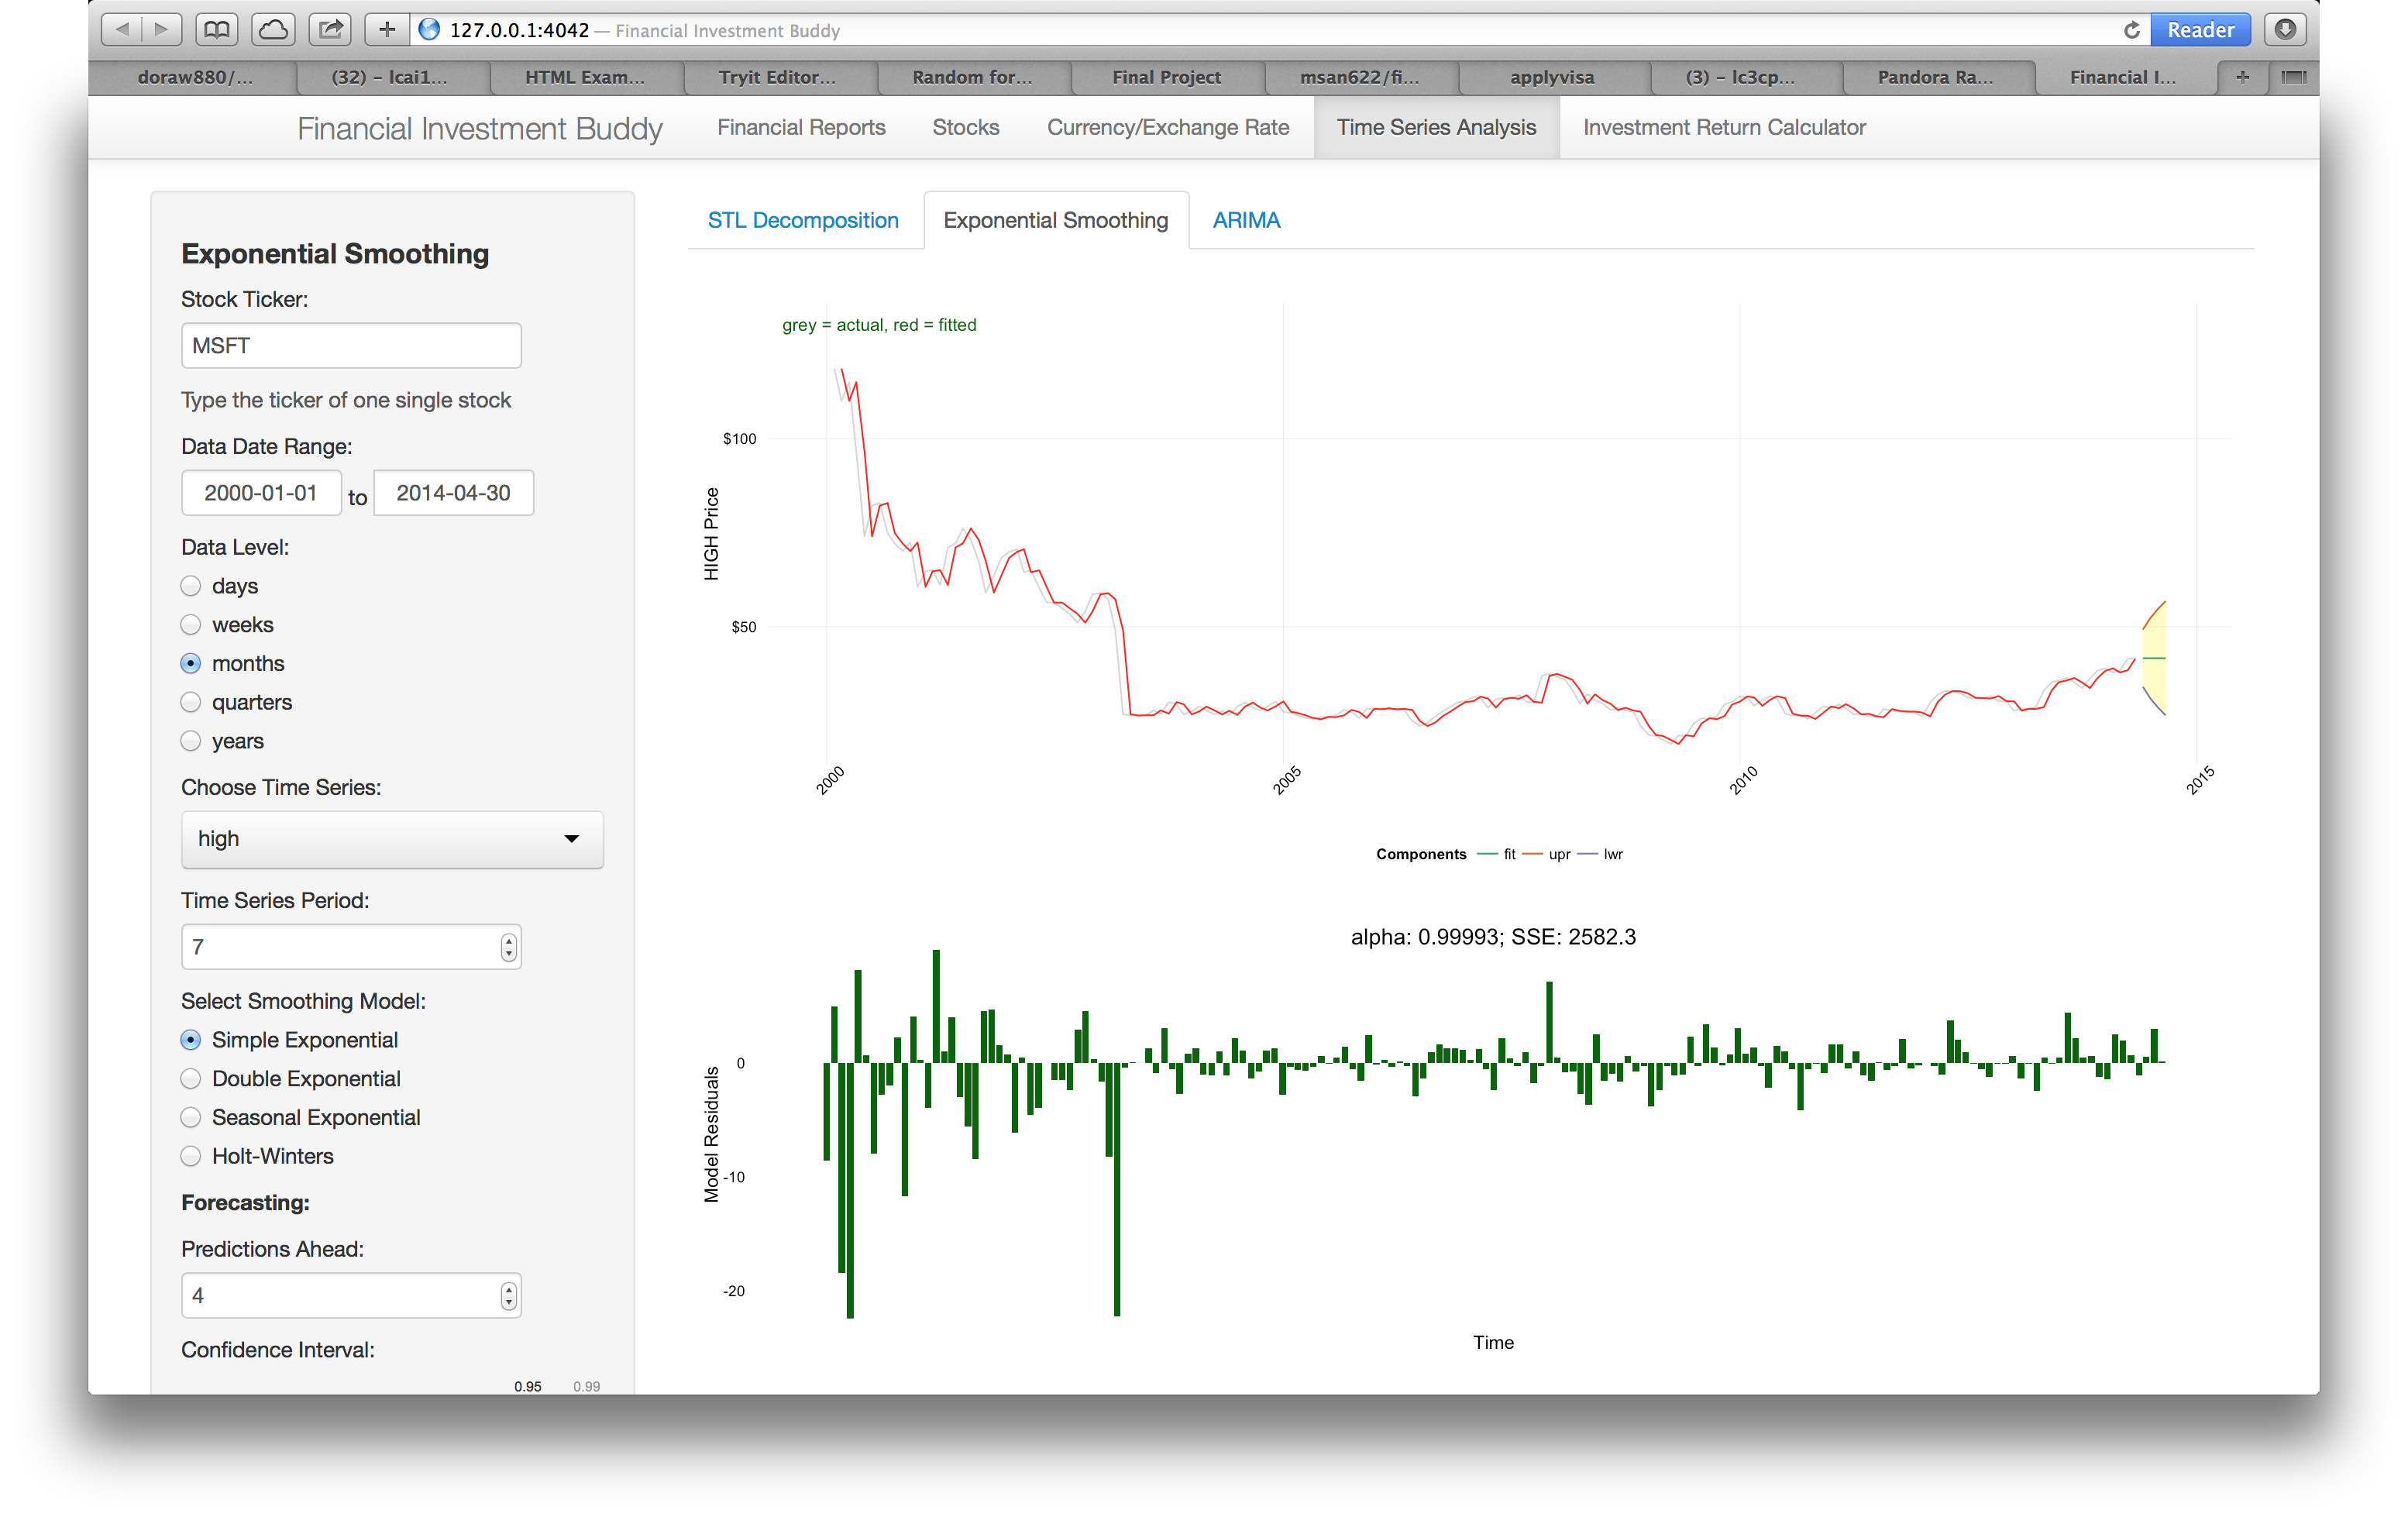 127.0.0.1:4042 — Financial Investment Buddy
Reader
doraw880/...
(32) – lcai1...
HTML Exam...
Tryit Editor...
Random for...
Final Project
msan622/fi...
applyvisa
(3) – lc3cp...
Pandora Ra...
Financial I...
Financial Investment Buddy
Financial Reports
Stocks
Currency/Exchange Rate
Time Series Analysis
Investment Return Calculator
Exponential Smoothing
Stock Ticker:
MSFT
Type the ticker of one single stock
Data Date Range:
2000-01-01 to 2014-04-30
Data Level:
days
weeks
months
quarters
years
Choose Time Series:
high
Time Series Period:
7
Select Smoothing Model:
Simple Exponential
Double Exponential
Seasonal Exponential
Holt-Winters
Forecasting:
Predictions Ahead:
4
Confidence Interval:
0.95 0.99
STL Decomposition
Exponential Smoothing
ARIMA
grey = actual, red = fitted
HIGH Price
$100
$50
2000
2005
2010
2015
Components fit upr lwr
alpha: 0.99993; SSE: 2582.3
Model Residuals
0
-10
-20
Time